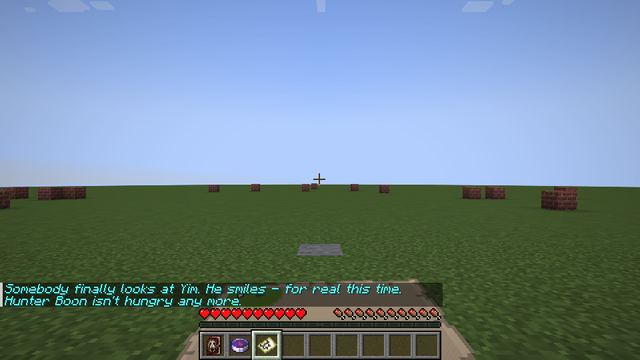 Somebody finally looks at Yim. He smiles - for real this time.
Hunter Boon isn't hungry any more.